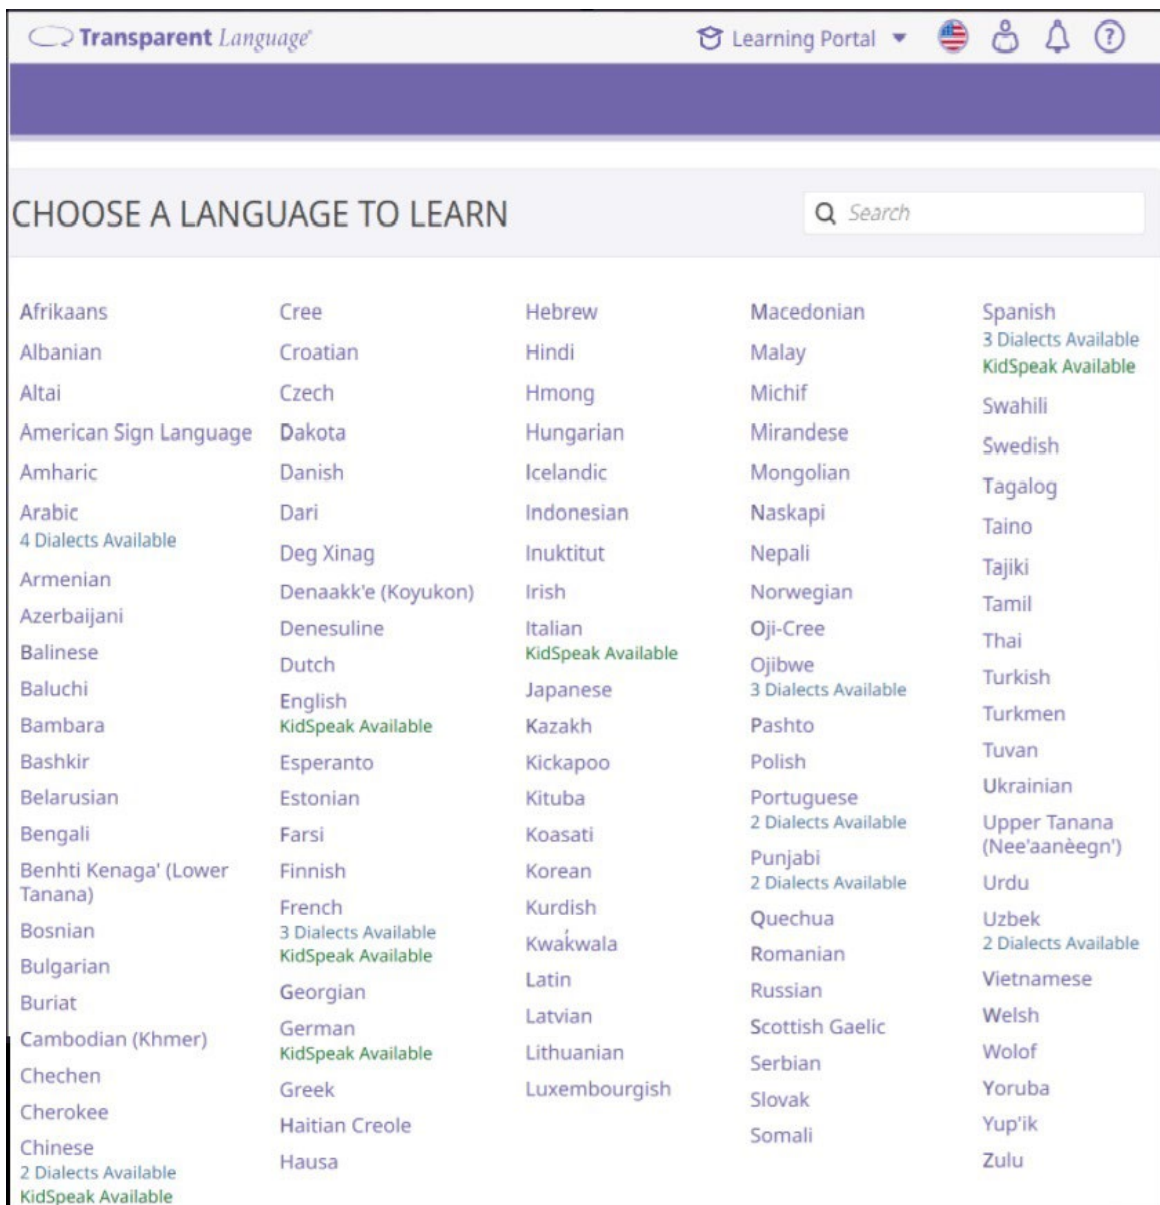 Transparent Language®
Learning Portal
CHOOSE A LANGUAGE TO LEARN
Search
Afrikaans
Albanian
Altai
American Sign Language
Amharic
Arabic
4 Dialects Available
Armenian
Azerbaijani
Balinese
Baluchi
Bambara
Bashkir
Belarusian
Bengali
Benhti Kenaga' (Lower
Tanana)
Bosnian
Bulgarian
Buriat
Cambodian (Khmer)
Chechen
Cherokee
Chinese
2 Dialects Available
KidSpeak Available
Cree
Croatian
Czech
Dakota
Danish
Dari
Deg Xinag
Denaakk'e (Koyukon)
Denesuline
Dutch
English
KidSpeak Available
Esperanto
Estonian
Farsi
Finnish
French
3 Dialects Available
KidSpeak Available
Georgian
German
KidSpeak Available
Greek
Haitian Creole
Hausa
Hebrew
Hindi
Hmong
Hungarian
Icelandic
Indonesian
Inuktitut
Irish
Italian
KidSpeak Available
Japanese
Kazakh
Kickapoo
Kituba
Koasati
Korean
Kurdish
Kwak̓wala
Latin
Latvian
Lithuanian
Luxembourgish
Macedonian
Malay
Michif
Mirandese
Mongolian
Naskapi
Nepali
Norwegian
Oji-Cree
Ojibwe
3 Dialects Available
Pashto
Polish
Portuguese
2 Dialects Available
Punjabi
2 Dialects Available
Quechua
Romanian
Russian
Scottish Gaelic
Serbian
Slovak
Somali
Spanish
3 Dialects Available
KidSpeak Available
Swahili
Swedish
Tagalog
Taino
Tajiki
Tamil
Thai
Turkish
Turkmen
Tuvan
Ukrainian
Upper Tanana
(Nee'aanèegn')
Urdu
Uzbek
2 Dialects Available
Vietnamese
Welsh
Wolof
Yoruba
Yup'ik
Zulu